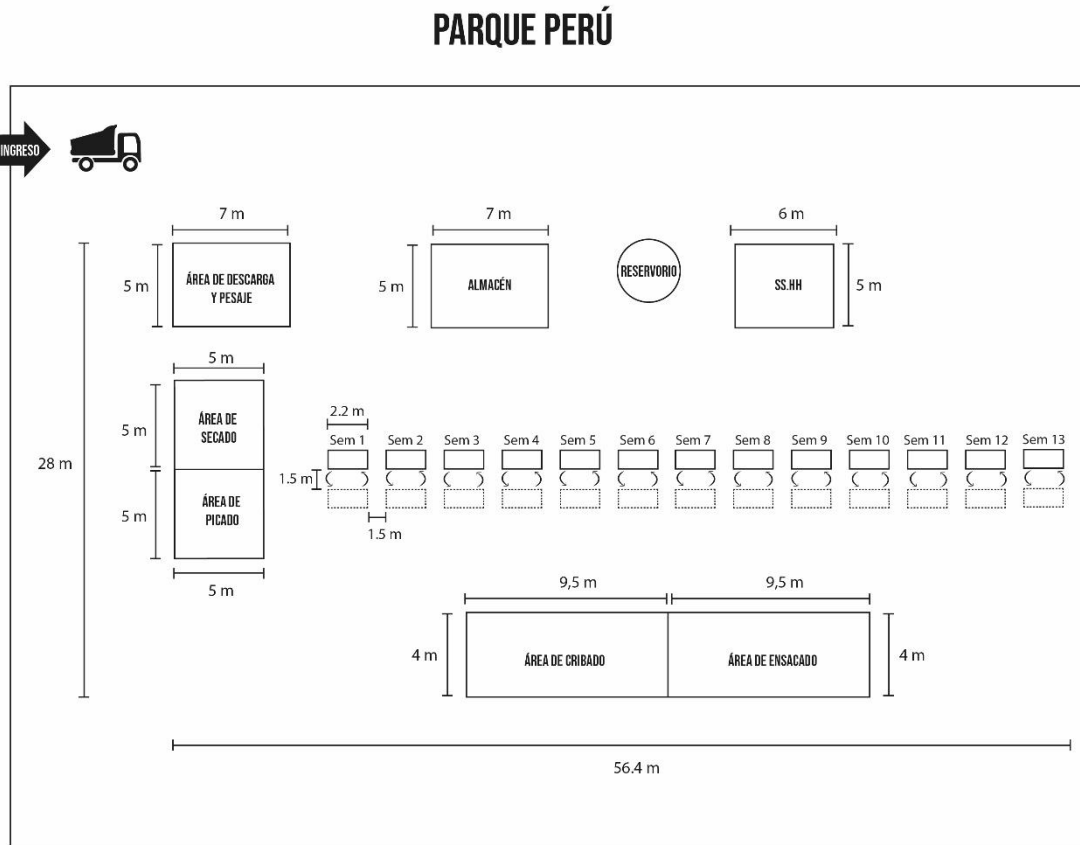 PARQUE PERÚ
INGRESO
7 m
7 m
6 m
5 m
ÁREA DE DESCARGA
Y PESAJE
5 m
ALMACÉN
RESERVORIO
SS.HH
5 m
5 m
5 m
ÁREA DE
SECADO
28 m
5 m
ÁREA DE
PICADO
5 m
2.2 m
Sem 1 Sem 2 Sem 3 Sem 4 Sem 5 Sem 6 Sem 7 Sem 8 Sem 9 Sem 10 Sem 11 Sem 12 Sem 13
1.5 m
1.5 m
9,5 m
9,5 m
4 m
ÁREA DE CRIBADO
ÁREA DE ENSACADO
4 m
56.4 m